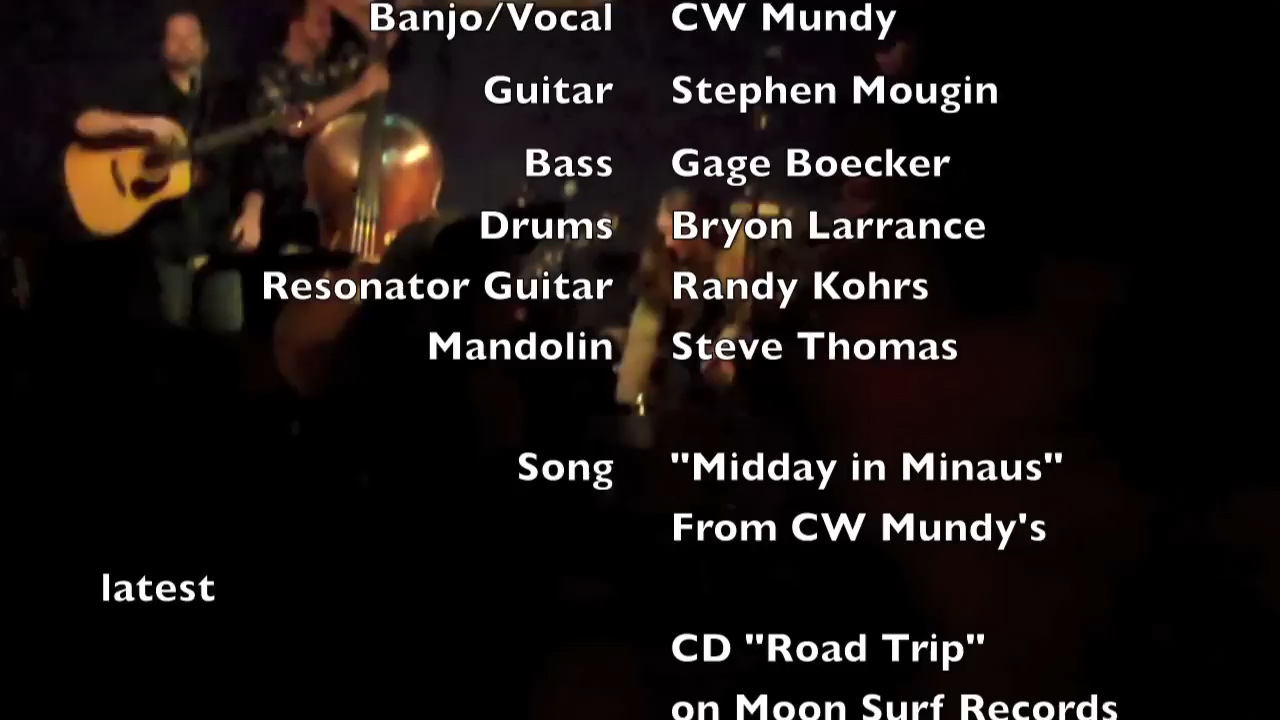 Banjo/Vocal CW Mundy
Guitar Stephen Mougin
Bass Gage Boecker
Drums Bryon Larrance
Resonator Guitar Randy Kohrs
Mandolin Steve Thomas
Song "Midday in Minaus"
From CW Mundy's
latest
CD "Road Trip"
on Moon Surf Records